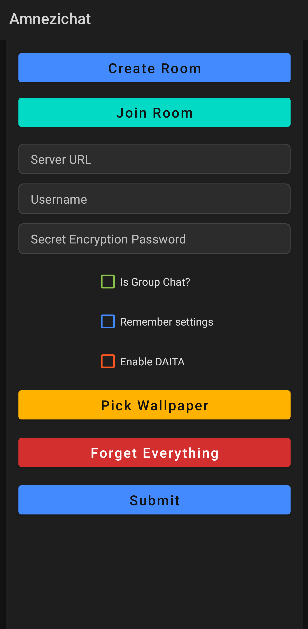 Amnezichat
Create Room
Join Room
Server URL
Username
Secret Encryption Password
Is Group Chat?
Remember settings
Enable DAITA
Pick Wallpaper
Forget Everything
Submit